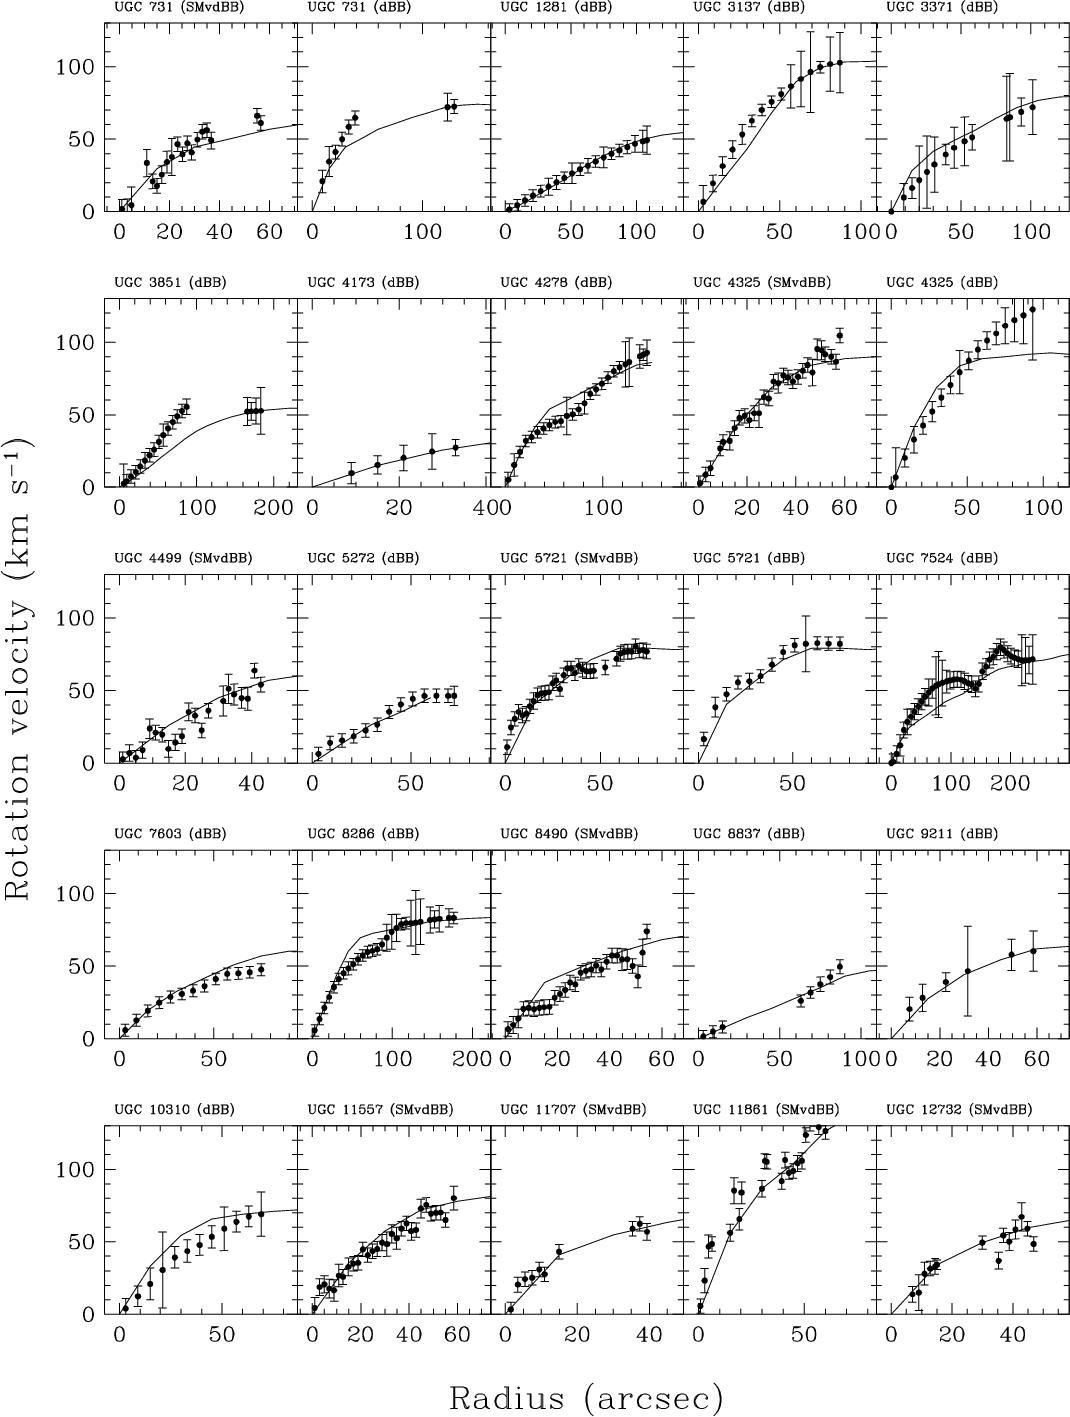 UGC 731 (SMvdBB) UGC 731 (dBB) UGC 1281 (dBB) UGC 3137 (dBB) UGC 3371 (dBB)
100
50
0
0 20 40 60 0 100 0 50 100 0 50 100 0 50 100
UGC 3851 (dBB) UGC 4173 (dBB) UGC 4278 (dBB) UGC 4325 (SMvdBB) UGC 4325 (dBB)
100
50
0
0 100 200 0 20 40 0 100 0 20 40 60 0 50 100
UGC 4499 (SMvdBB) UGC 5272 (dBB) UGC 5721 (SMvdBB) UGC 5721 (dBB) UGC 7524 (dBB)
100
50
0
0 20 40 0 50 0 50 0 50 0 100 200
UGC 7603 (dBB) UGC 8286 (dBB) UGC 8490 (SMvdBB) UGC 8837 (dBB) UGC 9211 (dBB)
100
50
0
0 50 0 100 200 0 20 40 60 0 50 100 0 20 40 60
UGC 10310 (dBB) UGC 11557 (SMvdBB) UGC 11707 (SMvdBB) UGC 11861 (SMvdBB) UGC 12732 (SMvdBB)
100
50
0
0 50 0 20 40 60 0 20 40 0 50 0 20 40
Rotation velocity (km s⁻¹)
Radius (arcsec)